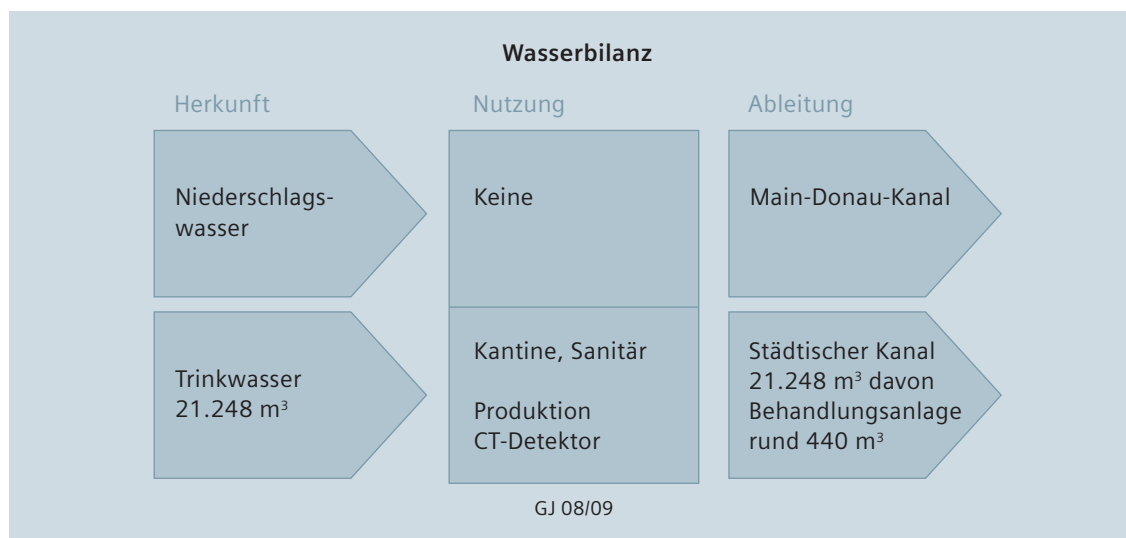 Wasserbilanz
Herkunft
Nutzung
Ableitung
Niederschlags-
wasser
Keine
Main-Donau-Kanal
Trinkwasser
21.248 m³
Kantine, Sanitär
Produktion
CT-Detektor
Städtischer Kanal
21.248 m³ davon
Behandlungsanlage
rund 440 m³
GJ 08/09